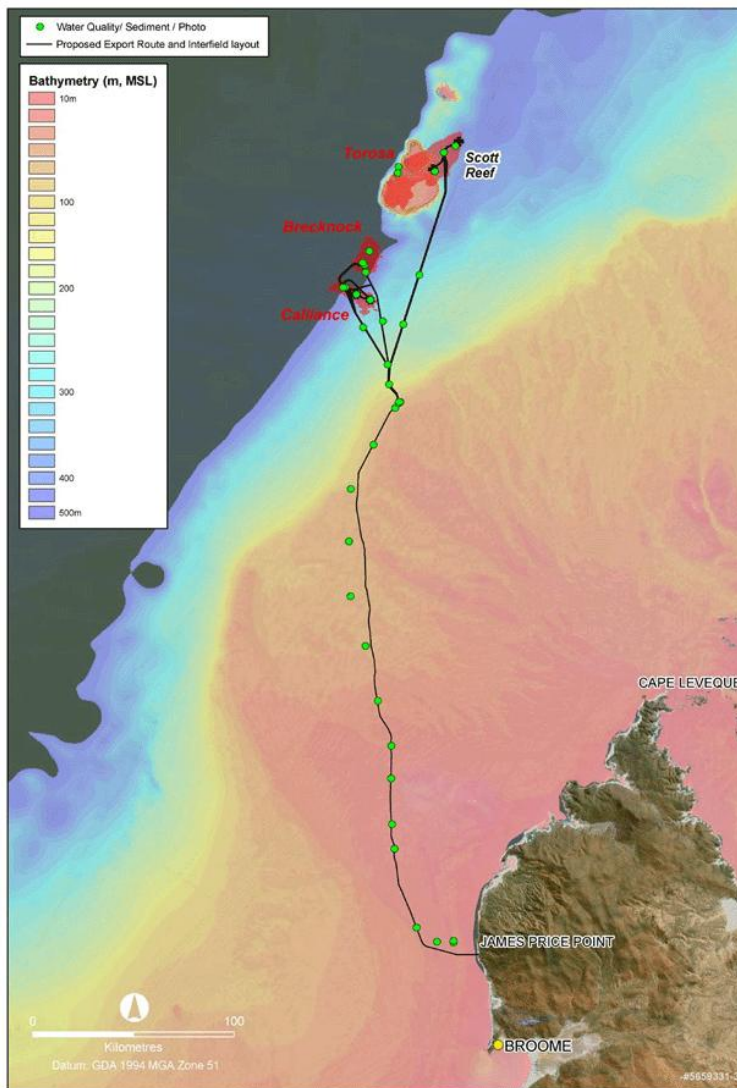 Water Quality/ Sediment / Photo
Proposed Export Route and Interfield layout
Bathymetry (m, MSL)
10m
100
200
300
400
500m
Torosa
Scott
Reef
Brecknock
Calliance
CAPE LEVEQUE
JAMES PRICE POINT
BROOME
0
100
Kilometres
Datum: GDA 1994 MGA Zone 51